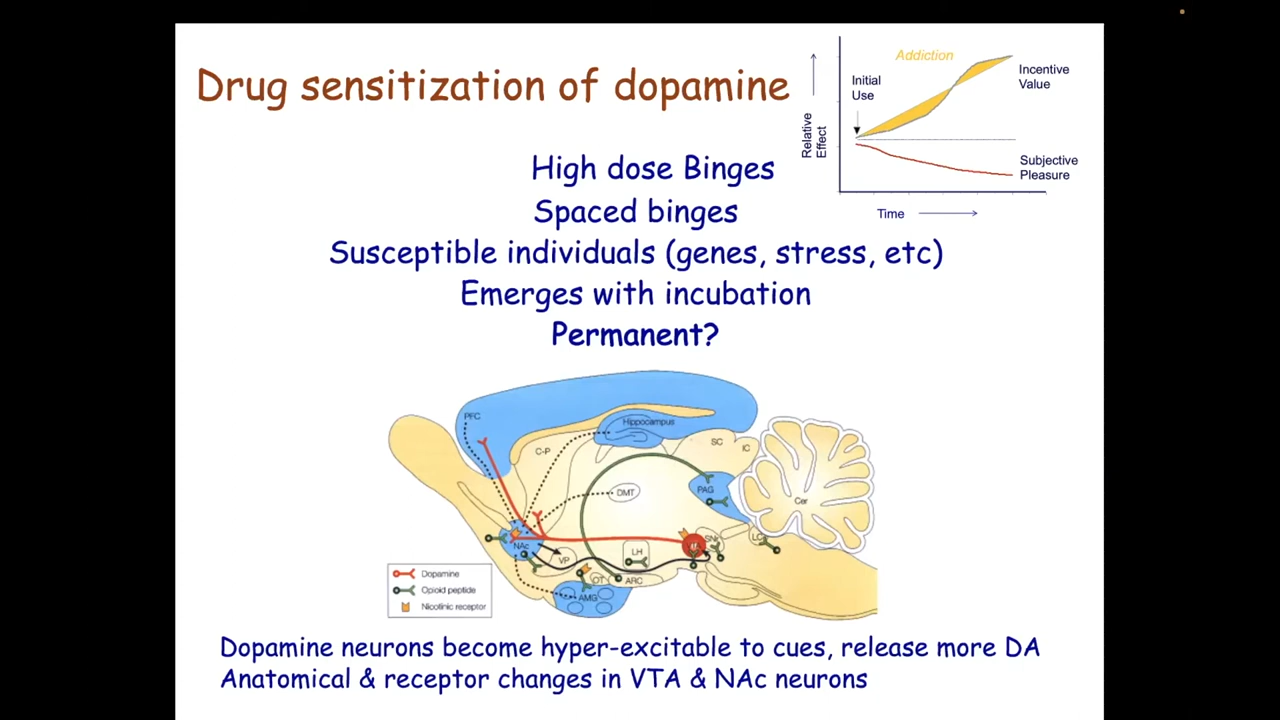 Drug sensitization of dopamine
High dose Binges
Spaced binges
Susceptible individuals (genes, stress, etc)
Emerges with incubation
Permanent?
Addiction
Initial
Use
Incentive
Value
Relative
Effect
Subjective
Pleasure
Time
PFC
Hippocampus
C-P
SC
IC
DMT
PAG
Cer
NAc
VP
LH
SNr
LC
OT
ARC
AMG
Dopamine
Opioid peptide
Nicotinic receptor
Dopamine neurons become hyper-excitable to cues, release more DA
Anatomical & receptor changes in VTA & NAc neurons